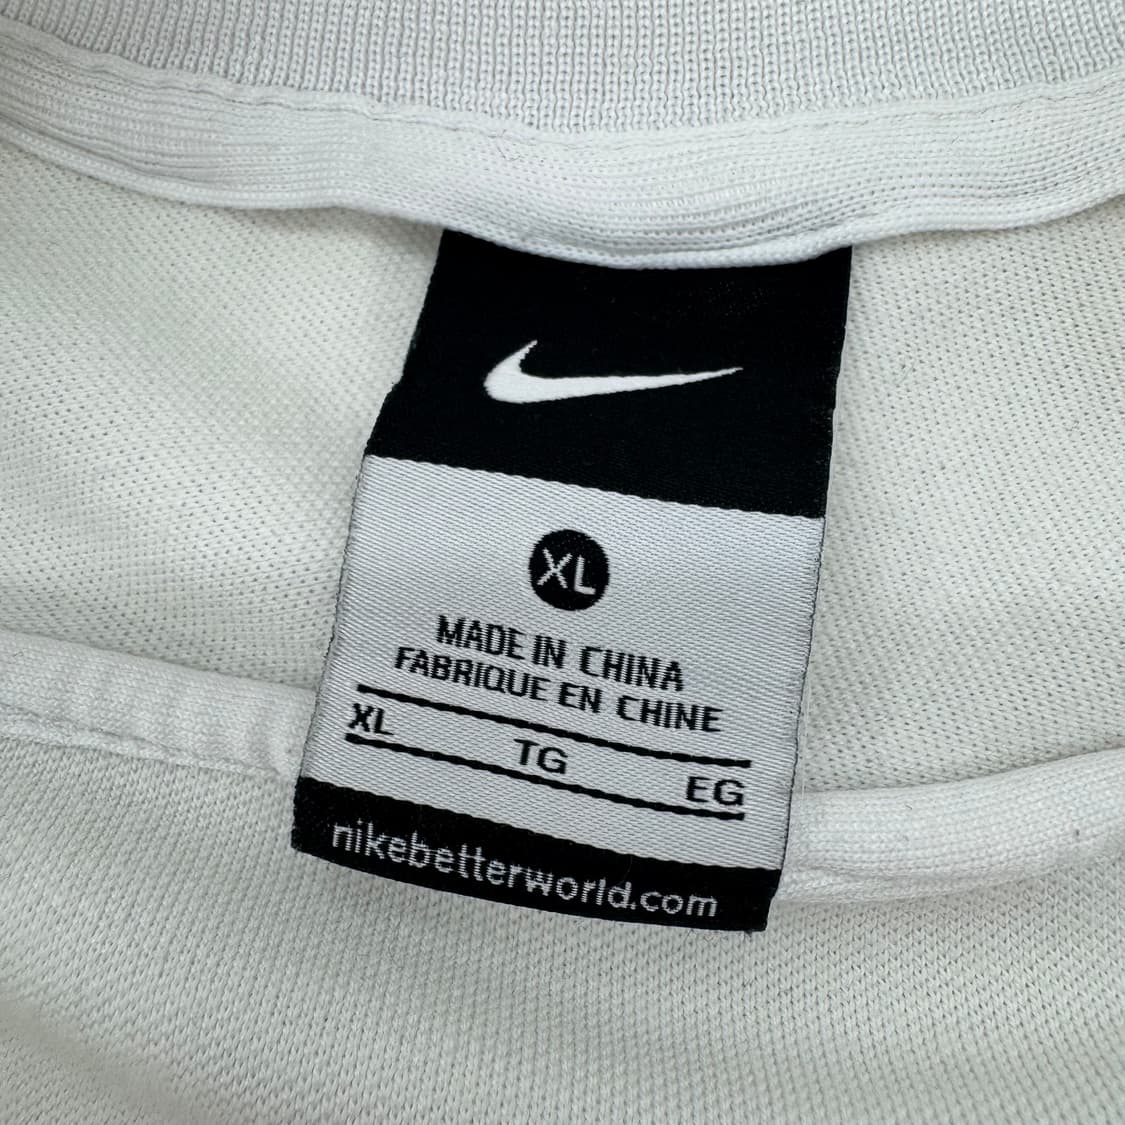 XL
MADE IN CHINA
FABRIQUE EN CHINE
XL TG EG
nikebetterworld.com